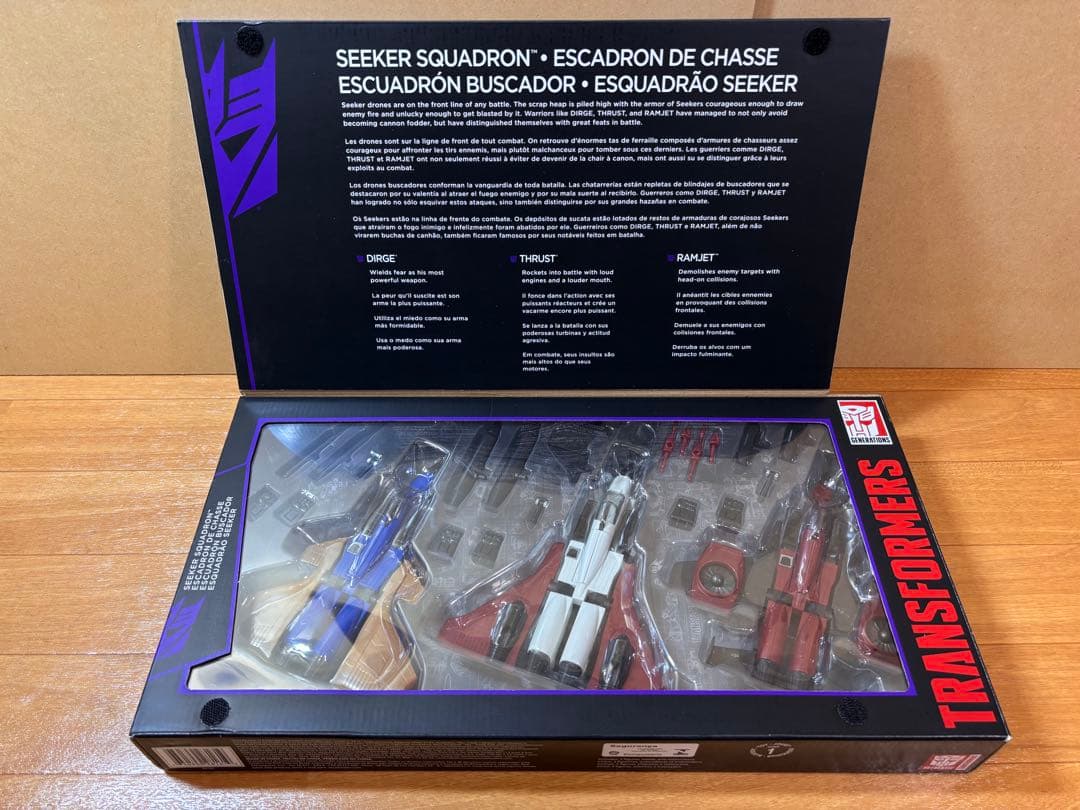 SEEKER SQUADRON™ • ESCADRON DE CHASSE
ESCUADRÓN BUSCADOR • ESQUADRÃO SEEKER
Seeker drones are on the front line of any battle. The scrap heap is piled high with the armor of Seekers courageous enough to draw
enemy fire and unlucky enough to get blasted by it. Warriors like DIRGE, THRUST, and RAMJET have managed to not only avoid
becoming cannon fodder, but have distinguished themselves with great feats in battle.
Les drones sont sur la ligne de front de tout combat. On retrouve d'énormes tas de ferraille composés d'armures de chasseurs assez
courageux pour affronter les tirs ennemis, mais plutôt malchanceux pour tomber sous ces derniers. Les guerriers comme DIRGE,
THRUST et RAMJET ont non seulement réussi à éviter de devenir de la chair à canon, mais ont aussi su se distinguer grâce à leurs
exploits au combat.
Los drones buscadores conforman la vanguardia de toda batalla. Las chatarrerías están repletas de blindajes de buscadores que se
destacaron por su valentía al atraer el fuego enemigo y por su mala suerte al recibirlo. Guerreros como DIRGE, THRUST y RAMJET
han logrado no sólo esquivar estos ataques, sino también distinguirse por sus grandes hazañas en combate.
Os Seekers estão na linha de frente do combate. Os depósitos de sucata estão lotados de restos de armaduras de corajosos Seekers
que atraíram o fogo inimigo e infelizmente foram abatidos por ele. Guerreiros como DIRGE, THRUST e RAMJET, além de não
virarem buchas de canhão, também ficaram famosos por seus notáveis feitos em batalha.
DIRGE™
Wields fear as his most
powerful weapon.
La peur qu'il suscite est son
arme la plus puissante.
Utiliza el miedo como su arma
más formidable.
Usa o medo como sua arma
mais poderosa.
THRUST™
Rockets into battle with loud
engines and a louder mouth.
Il fonce dans l'action avec ses
puissants réacteurs et crée un
vacarme encore plus puissant.
Se lanza a la batalla con sus
poderosas turbinas y actitud
agresiva.
Em combate, seus insultos são
mais altos do que seus
motores.
RAMJET™
Demolishes enemy targets with
head-on collisions.
Il anéantit les cibles ennemies
en provoquant des collisions
frontales.
Demuele a sus enemigos con
colisiones frontales.
Derruba os alvos com um
impacto fulminante.
GENERATIONS
TRANSFORMERS
SEEKER SQUADRON™
ESCADRON DE CHASSE
ESCUADRÓN BUSCADOR
ESQUADRÃO SEEKER
Segurança
1